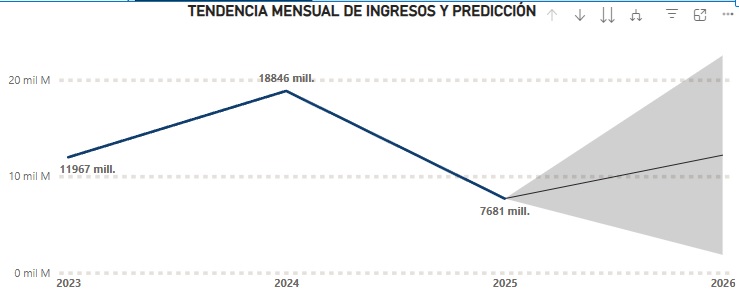 TENDENCIA MENSUAL DE INGRESOS Y PREDICCIÓN
20 mil M
18846 mill.
11967 mill.
10 mil M
7681 mill.
0 mil M
2023 2024 2025 2026